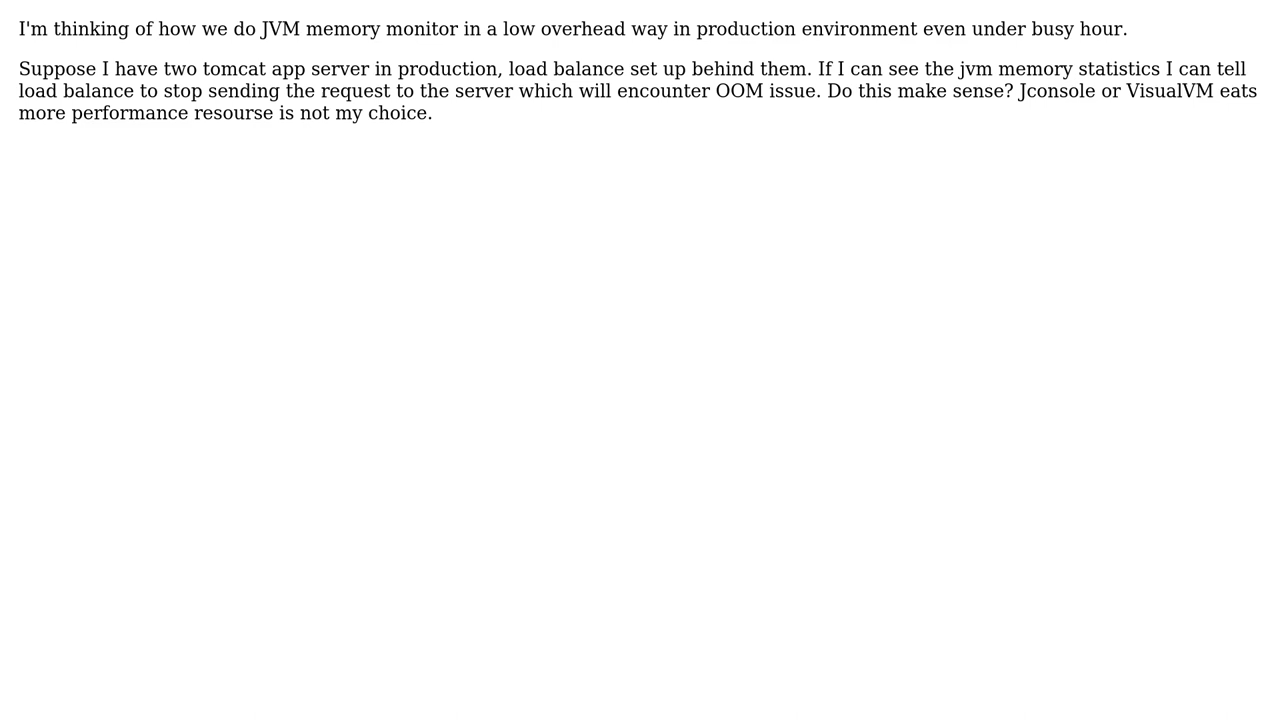 I'm thinking of how we do JVM memory monitor in a low overhead way in production environment even under busy hour.
Suppose I have two tomcat app server in production, load balance set up behind them. If I can see the jvm memory statistics I can tell
load balance to stop sending the request to the server which will encounter OOM issue. Do this make sense? Jconsole or VisualVM eats
more performance resourse is not my choice.